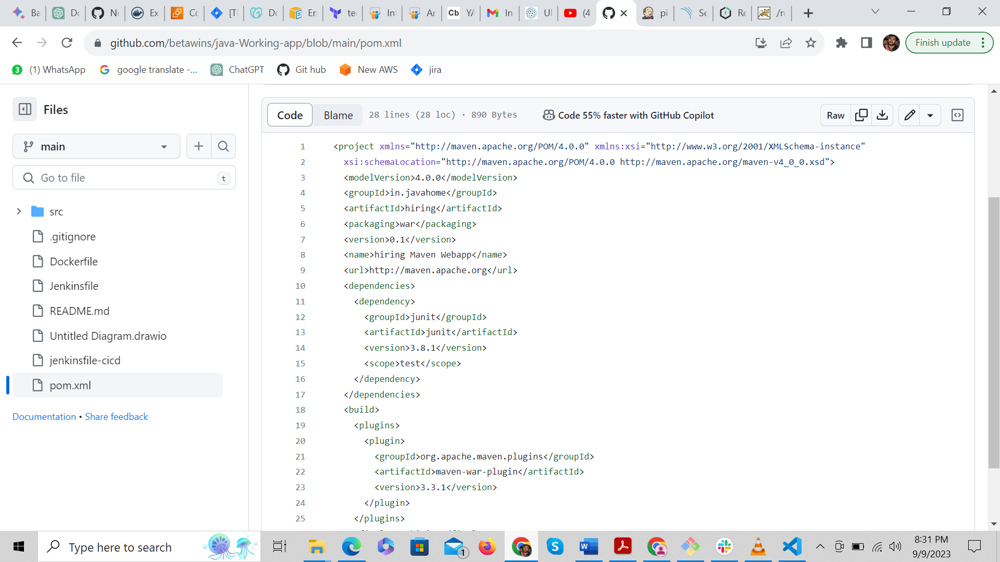 Ba
Do
No
Ex
Co
[T
Do
En
ter
Int
Ar
Cb YA
In
UI
(4
pi
Se
Re
/n
github.com/betawins/java-Working-app/blob/main/pom.xml
Finish update
3 (1) WhatsApp
google translate -...
ChatGPT
Git hub
New AWS
jira
Files
main
Go to file
t
src
.gitignore
Dockerfile
Jenkinsfile
README.md
Untitled Diagram.drawio
jenkinsfile-cicd
pom.xml
Documentation • Share feedback
Code Blame 28 lines (28 loc) · 890 Bytes Code 55% faster with GitHub Copilot Raw
1 <project xmlns="http://maven.apache.org/POM/4.0.0" xmlns:xsi="http://www.w3.org/2001/XMLSchema-instance"
2 xsi:schemaLocation="http://maven.apache.org/POM/4.0.0 http://maven.apache.org/maven-v4_0_0.xsd">
3 <modelVersion>4.0.0</modelVersion>
4 <groupId>in.javahome</groupId>
5 <artifactId>hiring</artifactId>
6 <packaging>war</packaging>
7 <version>0.1</version>
8 <name>hiring Maven Webapp</name>
9 <url>http://maven.apache.org</url>
10 <dependencies>
11 <dependency>
12 <groupId>junit</groupId>
13 <artifactId>junit</artifactId>
14 <version>3.8.1</version>
15 <scope>test</scope>
16 </dependency>
17 </dependencies>
18 <build>
19 <plugins>
20 <plugin>
21 <groupId>org.apache.maven.plugins</groupId>
22 <artifactId>maven-war-plugin</artifactId>
23 <version>3.3.1</version>
24 </plugin>
25 </plugins>
Type here to search
1
8:31 PM
9/9/2023